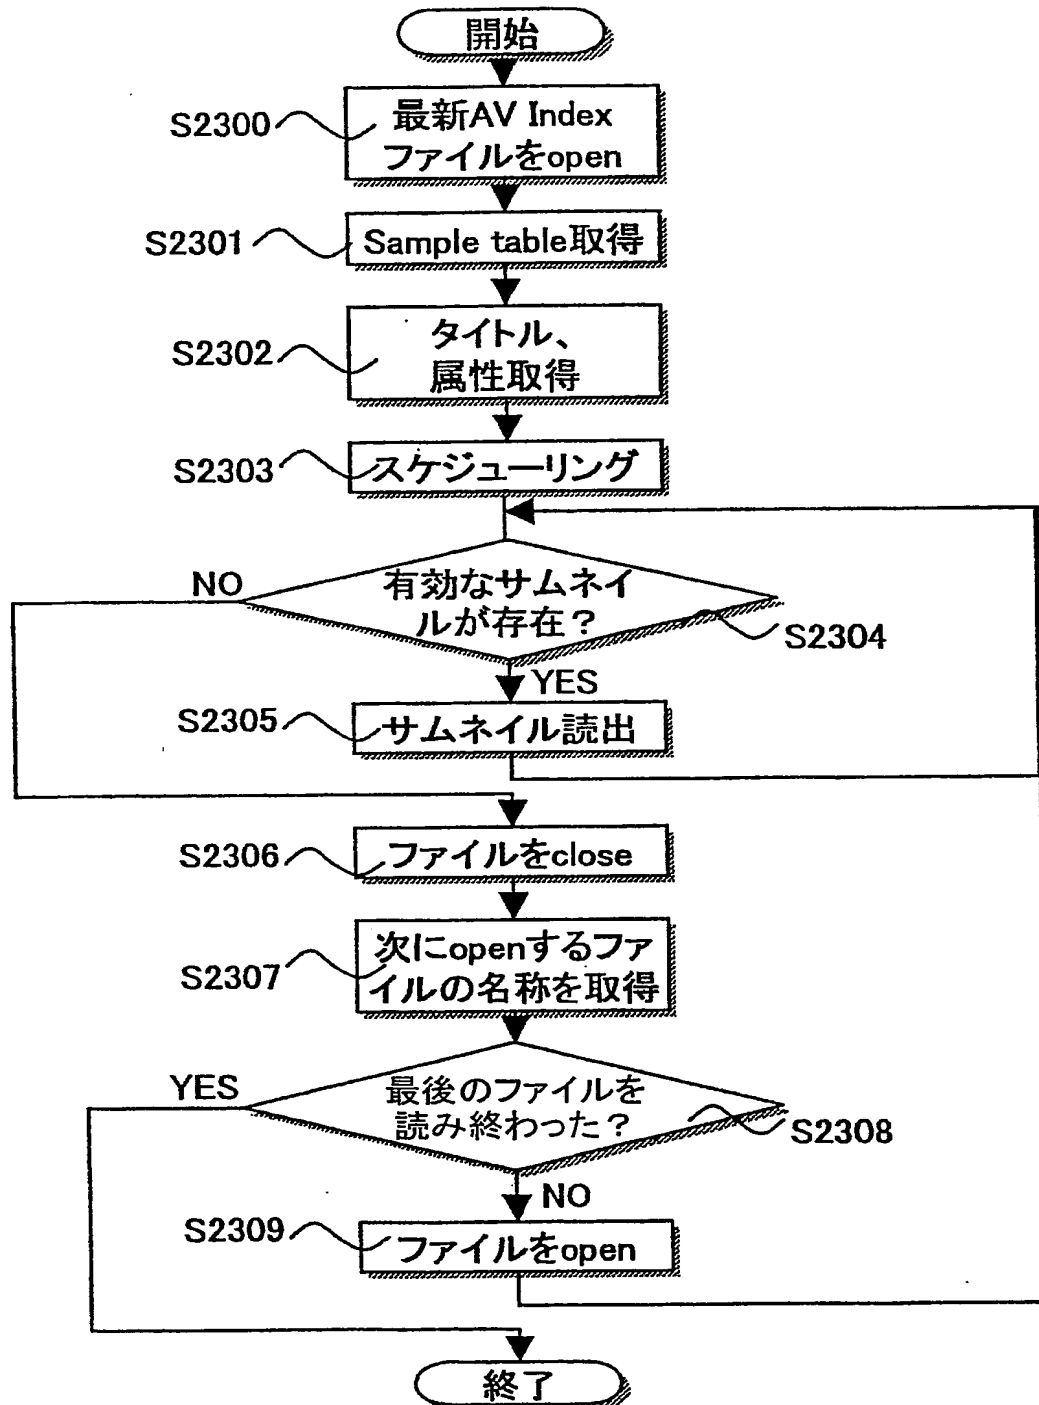 開始
S2300
最新AV Index
ファイルをopen
S2301
Sample table取得
S2302
タイトル、
属性取得
S2303
スケジューリング
NO
有効なサムネイ
ルが存在？
S2304
YES
S2305
サムネイル読出
S2306
ファイルをclose
S2307
次にopenするファ
イルの名称を取得
YES
最後のファイルを
読み終わった？
S2308
NO
S2309
ファイルをopen
終了